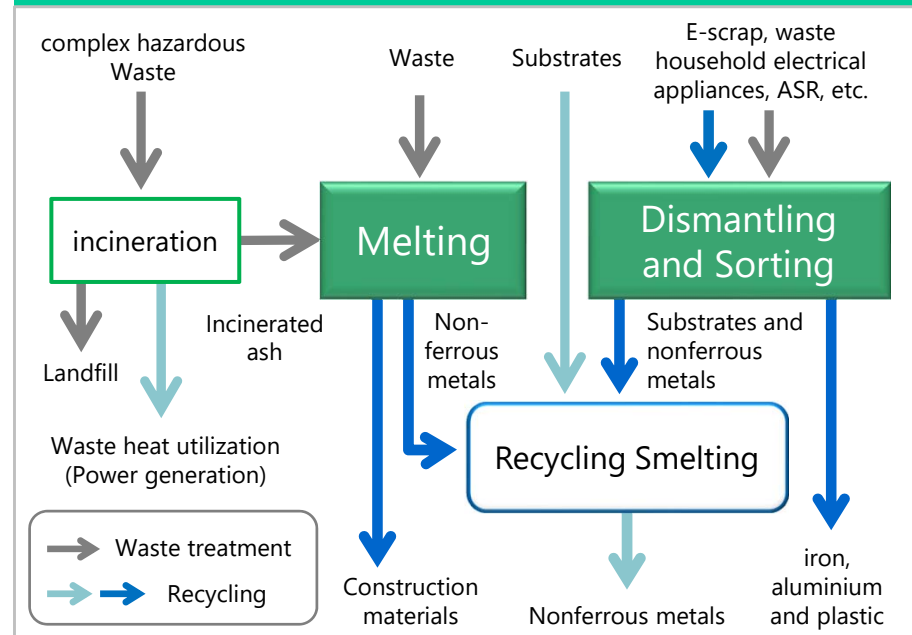 complex hazardous
Waste
Waste
Substrates
E-scrap, waste
household electrical
appliances, ASR, etc.
incineration
Melting
Dismantling
and Sorting
Incinerated
ash
Non-
ferrous
metals
Substrates and
nonferrous
metals
Landfill
Waste heat utilization
(Power generation)
Recycling Smelting
Waste treatment
Recycling
Construction
materials
Nonferrous metals
iron,
aluminium
and plastic